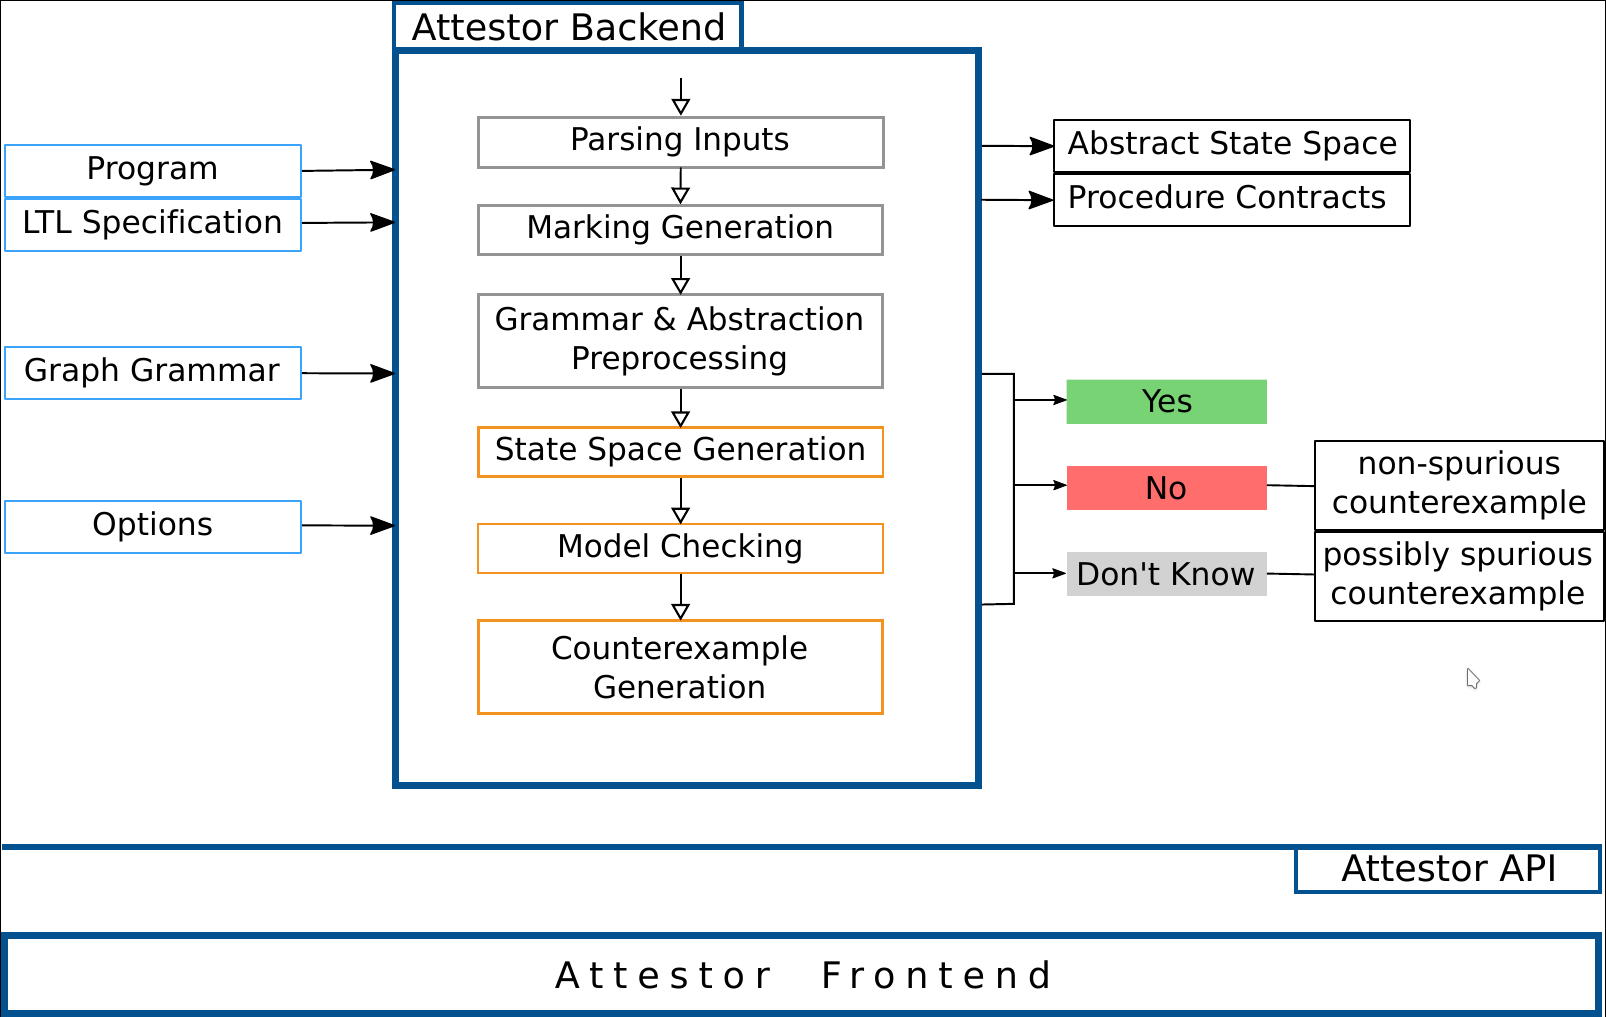 Attestor Backend
Program
LTL Specification
Graph Grammar
Options
Parsing Inputs
Marking Generation
Grammar & Abstraction
Preprocessing
State Space Generation
Model Checking
Counterexample
Generation
Abstract State Space
Procedure Contracts
Yes
No
Don't Know
non-spurious
counterexample
possibly spurious
counterexample
Attestor API
Attestor Frontend